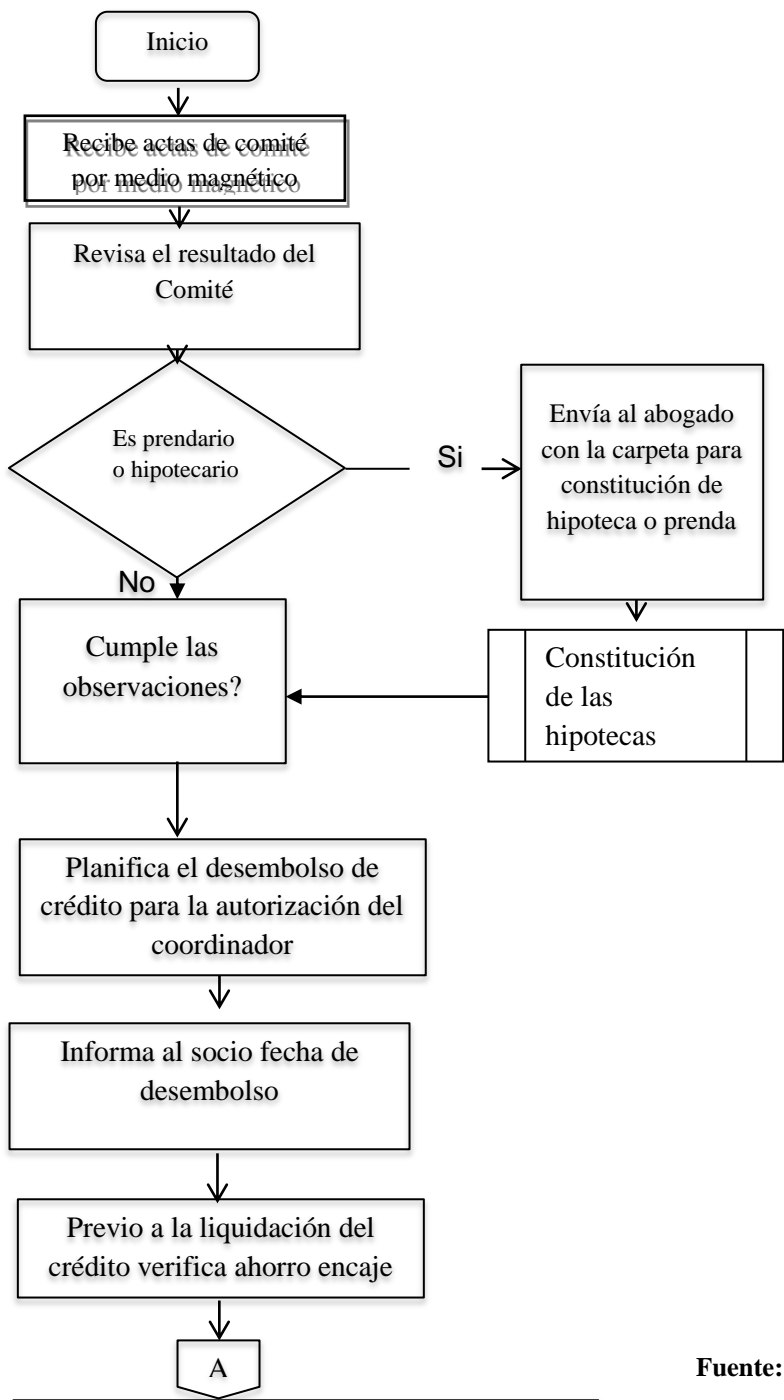 Inicio
Recibe actas de comité
por medio magnético
Revisa el resultado del
Comité
Es prendario
o hipotecario
Si
Envía al abogado
con la carpeta para
constitución de
hipoteca o prenda
No
Cumple las
observaciones?
Constitución
de las
hipotecas
Planifica el desembolso de
crédito para la autorización del
coordinador
Informa al socio fecha de
desembolso
Previo a la liquidación del
crédito verifica ahorro encaje
A
Fuente: